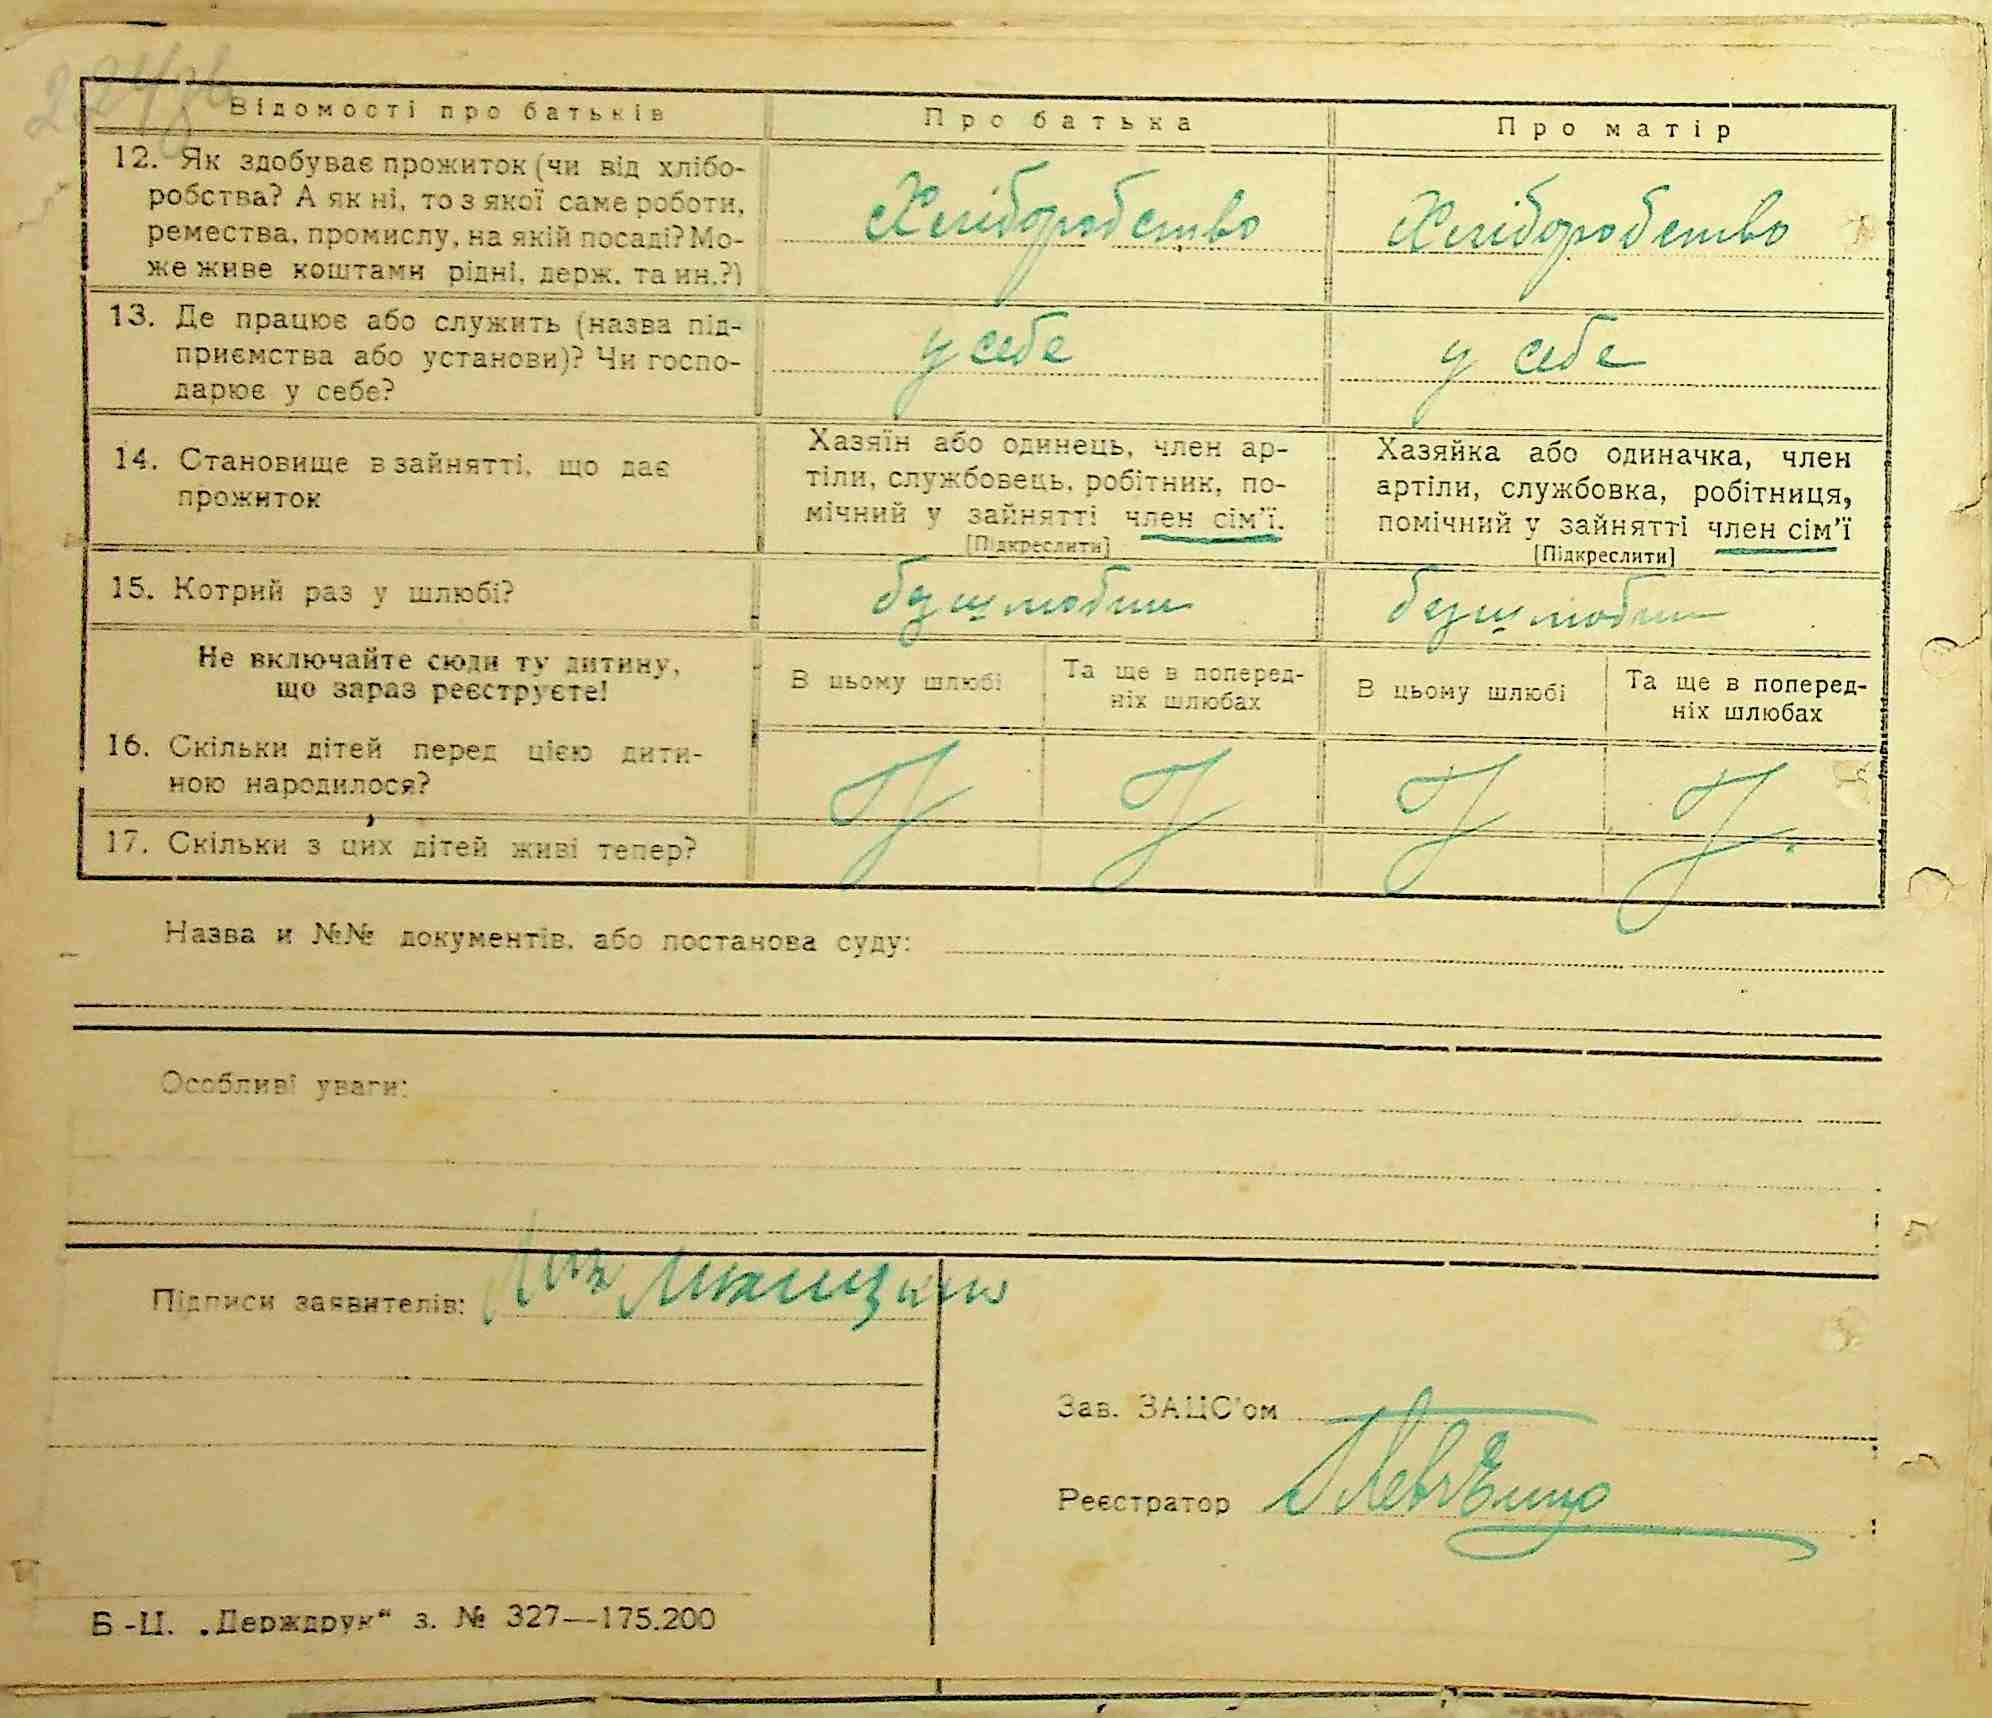 Відомості про батьків
Про батька
Про матір
12. Як здобуває прожиток (чи від хлібо-
робства? А як ні, то з якої саме роботи,
ремества, промислу, на якій посаді? Мо-
же живе коштами рідні, держ. та ин.?)
Хліборобство
Хліборобство
13. Де працює або служить (назва під-
приємства або установи)? Чи госпо-
дарює у себе?
у себе
у себе
14. Становище в зайнятті, що дає
прожиток
Хазяїн або одинець, член ар-
тіли, службовець, робітник, по-
мічний у зайнятті член сім'ї.
[Підкреслити]
Хазяйка або одиначка, член
артіли, службовка, робітниця,
помічний у зайнятті член сім'ї
[Підкреслити]
15. Котрий раз у шлюбі?
безшлюбни
безшлюбни
Не включайте сюди ту дитину,
що зараз реєструєте!
В цьому шлюбі
Та ще в поперед-
ніх шлюбах
В цьому шлюбі
Та ще в поперед-
ніх шлюбах
16. Скільки дітей перед цією дити-
ною народилося?
17. Скільки з цих дітей живі тепер?
Назва и №№ документів, або постанова суду:
Особливі уваги:
Підписи заявителів:
Зав. ЗАЦС'ом
Реєстратор
Б-Ц. „Держдрук“ з. № 327—175.200